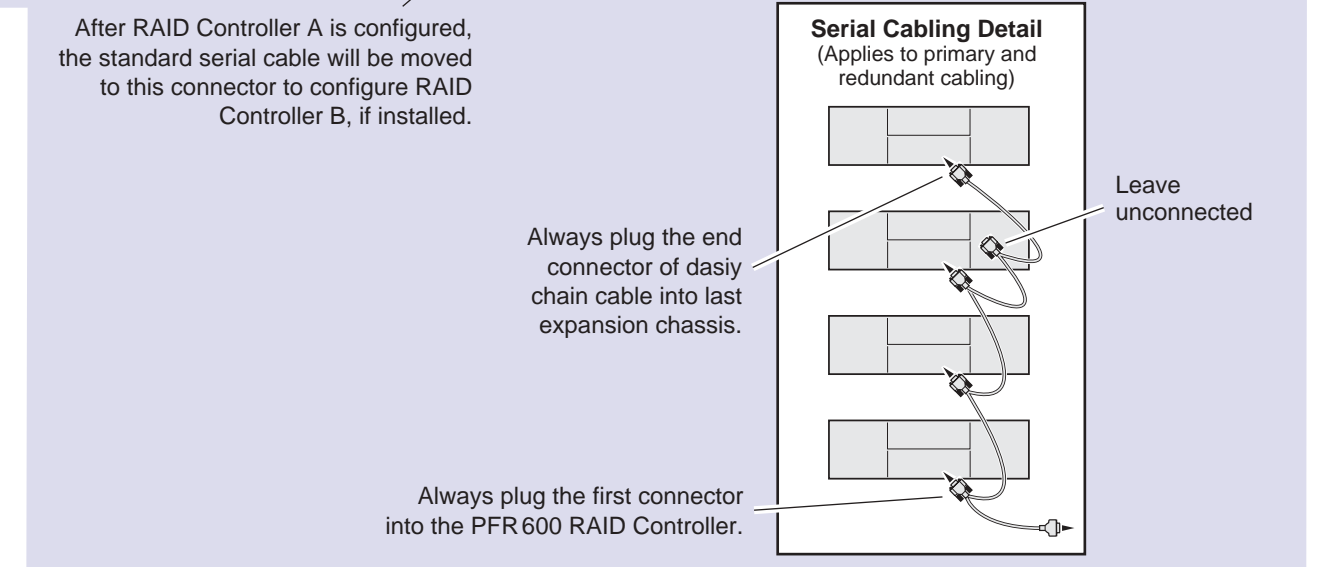 After RAID Controller A is configured,
the standard serial cable will be moved
to this connector to configure RAID
Controller B, if installed.
Serial Cabling Detail
(Applies to primary and
redundant cabling)
Leave
unconnected
Always plug the end
connector of dasiy
chain cable into last
expansion chassis.
Always plug the first connector
into the PFR 600 RAID Controller.